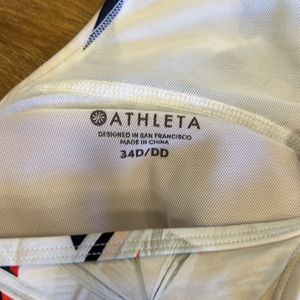 ATHLETA
DESIGNED IN SAN FRANCISCO
MADE IN CHINA
34D/DD